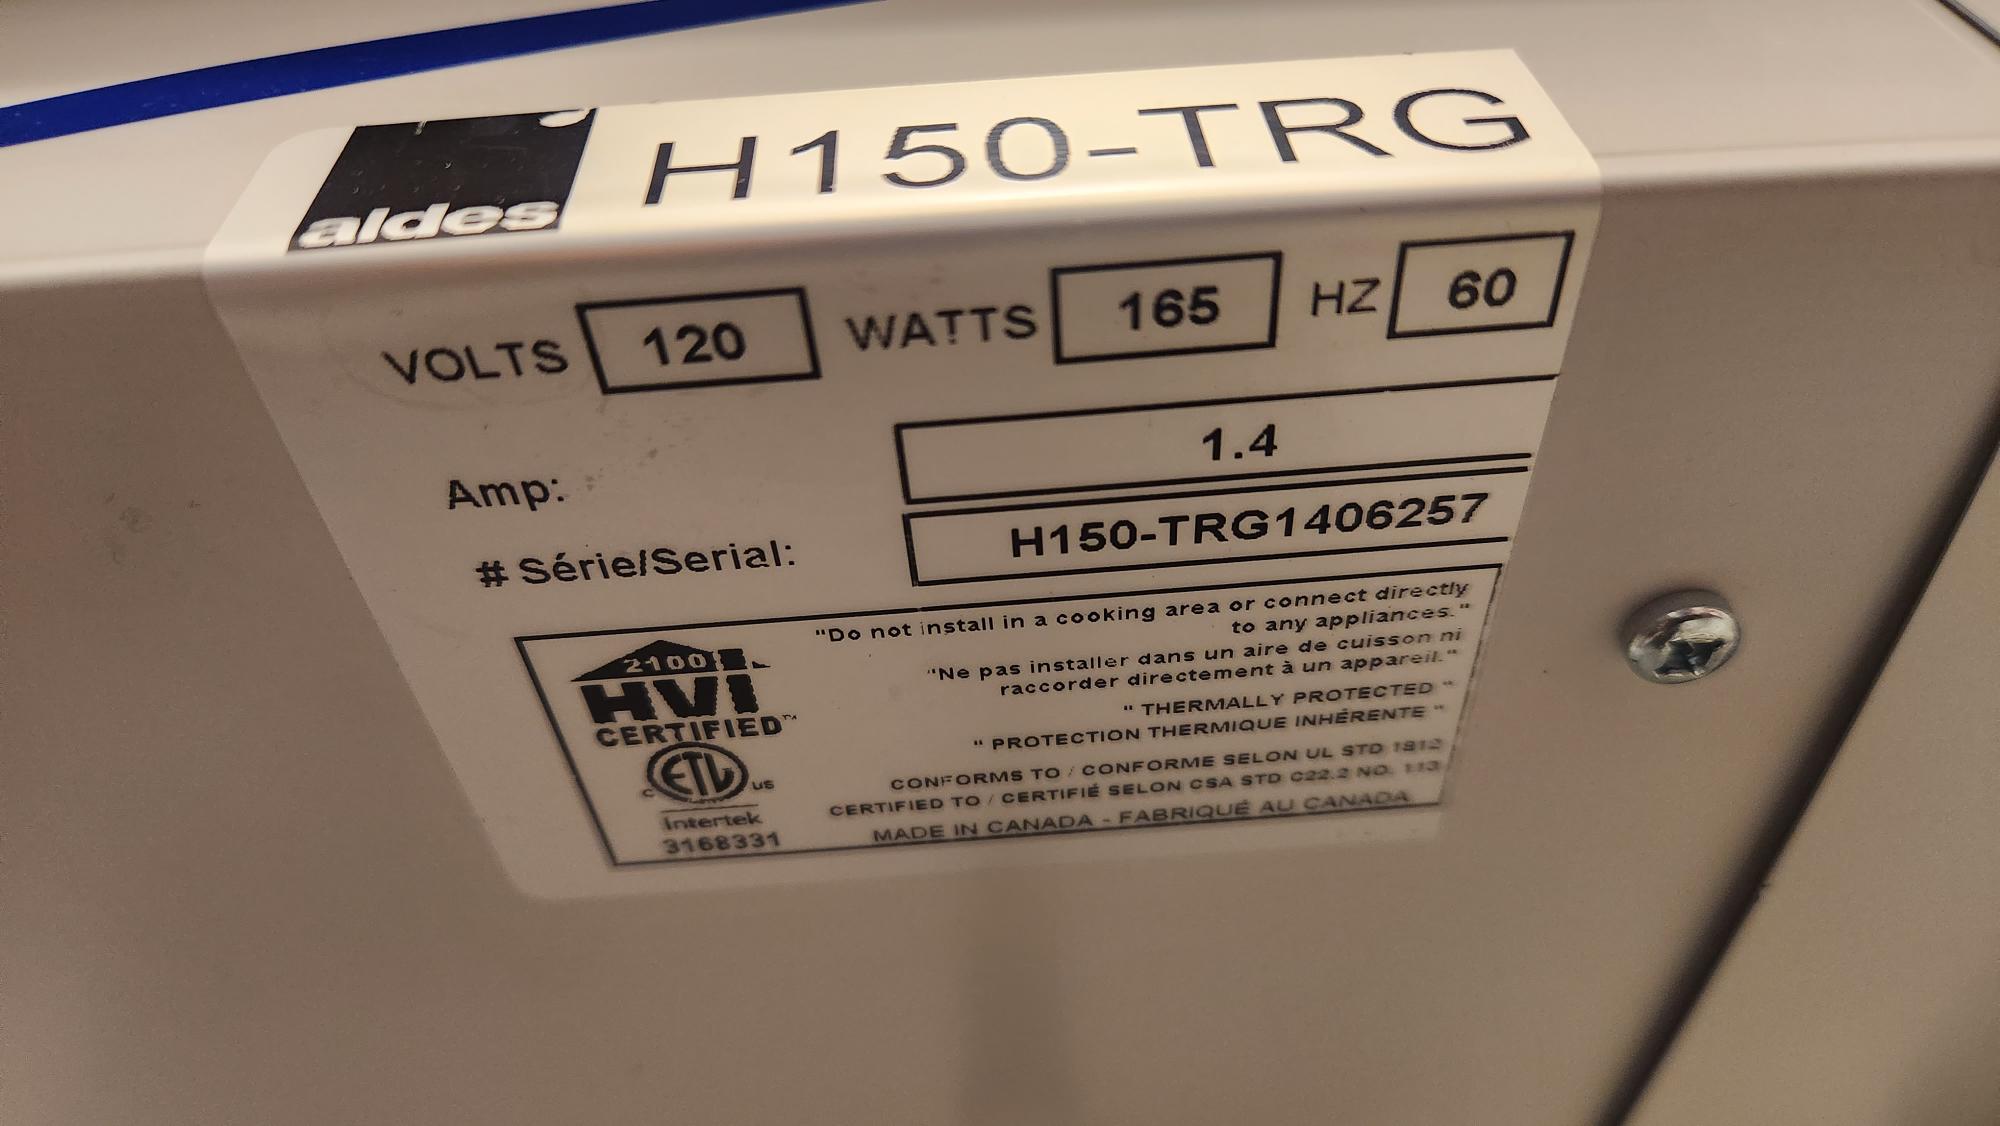 aldes H150-TRG
VOLTS 120 WATTS 165 HZ 60
Amp: 1.4
# Série/Serial: H150-TRG1406257
"Do not install in a cooking area or connect directly
to any appliances."
"Ne pas installer dans un aire de cuisson ni
raccorder directement à un appareil."
" THERMALLY PROTECTED "
" PROTECTION THERMIQUE INHÉRENTE "
CONFORMS TO / CONFORME SELON UL STD 1812
CERTIFIED TO / CERTIFIÉ SELON CSA STD C22.2 NO. 113
MADE IN CANADA - FABRIQUÉ AU CANADA
2100
HVI
CERTIFIED™
C ETL US
Intertek
3168331